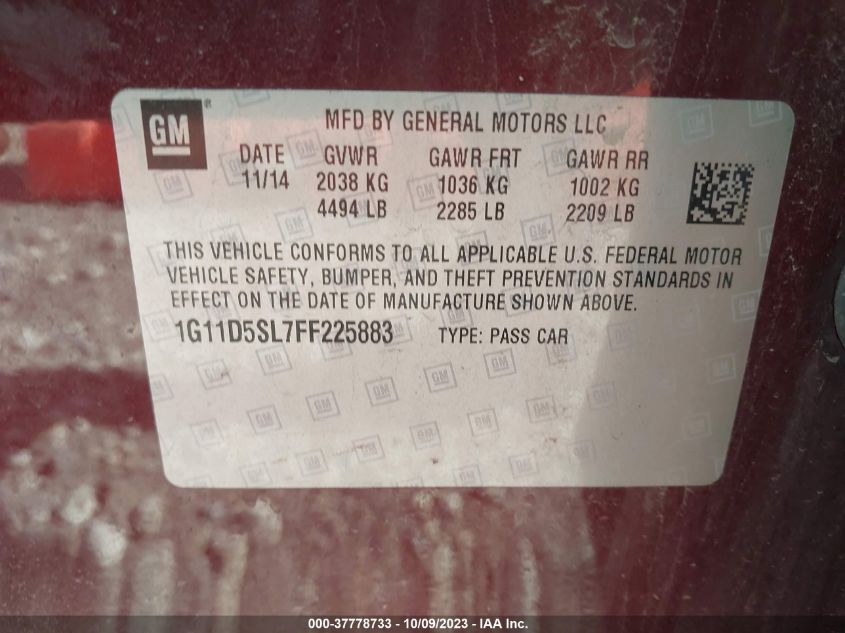 GM ®
MFD BY GENERAL MOTORS LLC
DATE GVWR GAWR FRT GAWR RR
11/14 2038 KG 1036 KG 1002 KG
4494 LB 2285 LB 2209 LB
THIS VEHICLE CONFORMS TO ALL APPLICABLE U.S. FEDERAL MOTOR
VEHICLE SAFETY, BUMPER, AND THEFT PREVENTION STANDARDS IN
EFFECT ON THE DATE OF MANUFACTURE SHOWN ABOVE.
1G11D5SL7FF225883 TYPE: PASS CAR
000-37778733 - 10/09/2023 - IAA Inc.